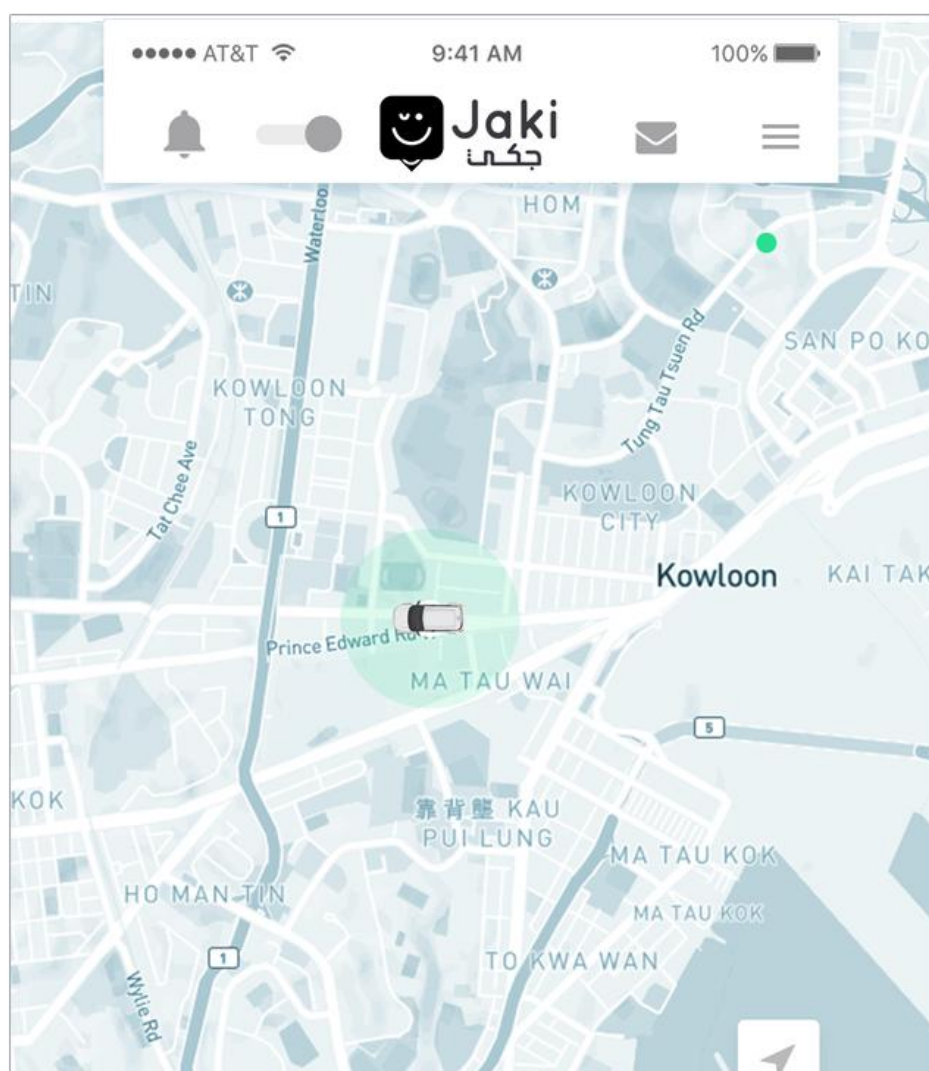 AT&T 9:41 AM 100%
Jaki
جكي
HOM
Waterloo
TIN
SAN PO KO
KOWLOON
TONG
Tung Tau Tsuen Rd
Tat Chee Ave
1
KOWLOON
CITY
Kowloon
KAI TAK
Prince Edward Rd
MA TAU WAI
5
KOK
靠背壟 KAU
PUI LUNG
MA TAU KOK
HO MAN TIN
MA TAU KOK
1
TO KWA WAN
Wylie Rd